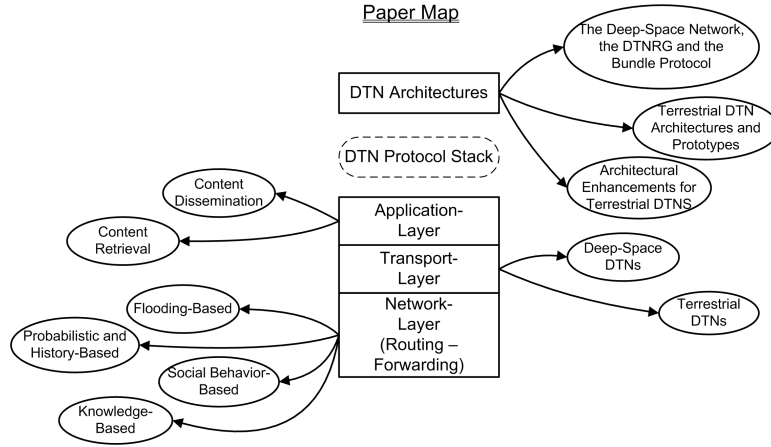 Paper Map
The Deep-Space Network,
the DTNRG and the
Bundle Protocol
DTN Architectures
Terrestrial DTN
Architectures and
Prototypes
DTN Protocol Stack
Architectural
Enhancements for
Terrestrial DTNS
Content
Dissemination
Content
Retrieval
Application-
Layer
Transport-
Layer
Deep-Space
DTNs
Terrestrial
DTNs
Network-
Layer
(Routing –
Forwarding)
Flooding-Based
Probabilistic and
History-Based
Social Behavior-
Based
Knowledge-
Based